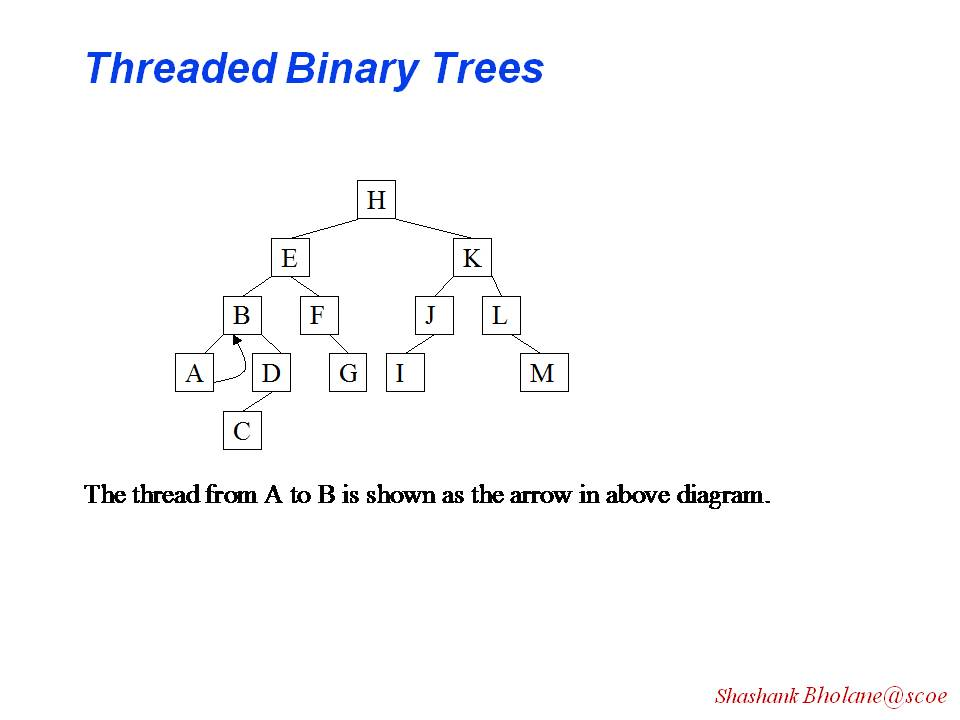 Threaded Binary Trees
H
E K
B F J L
A D G I M
C
The thread from A to B is shown as the arrow in above diagram.
Shashank Bholane@scoe